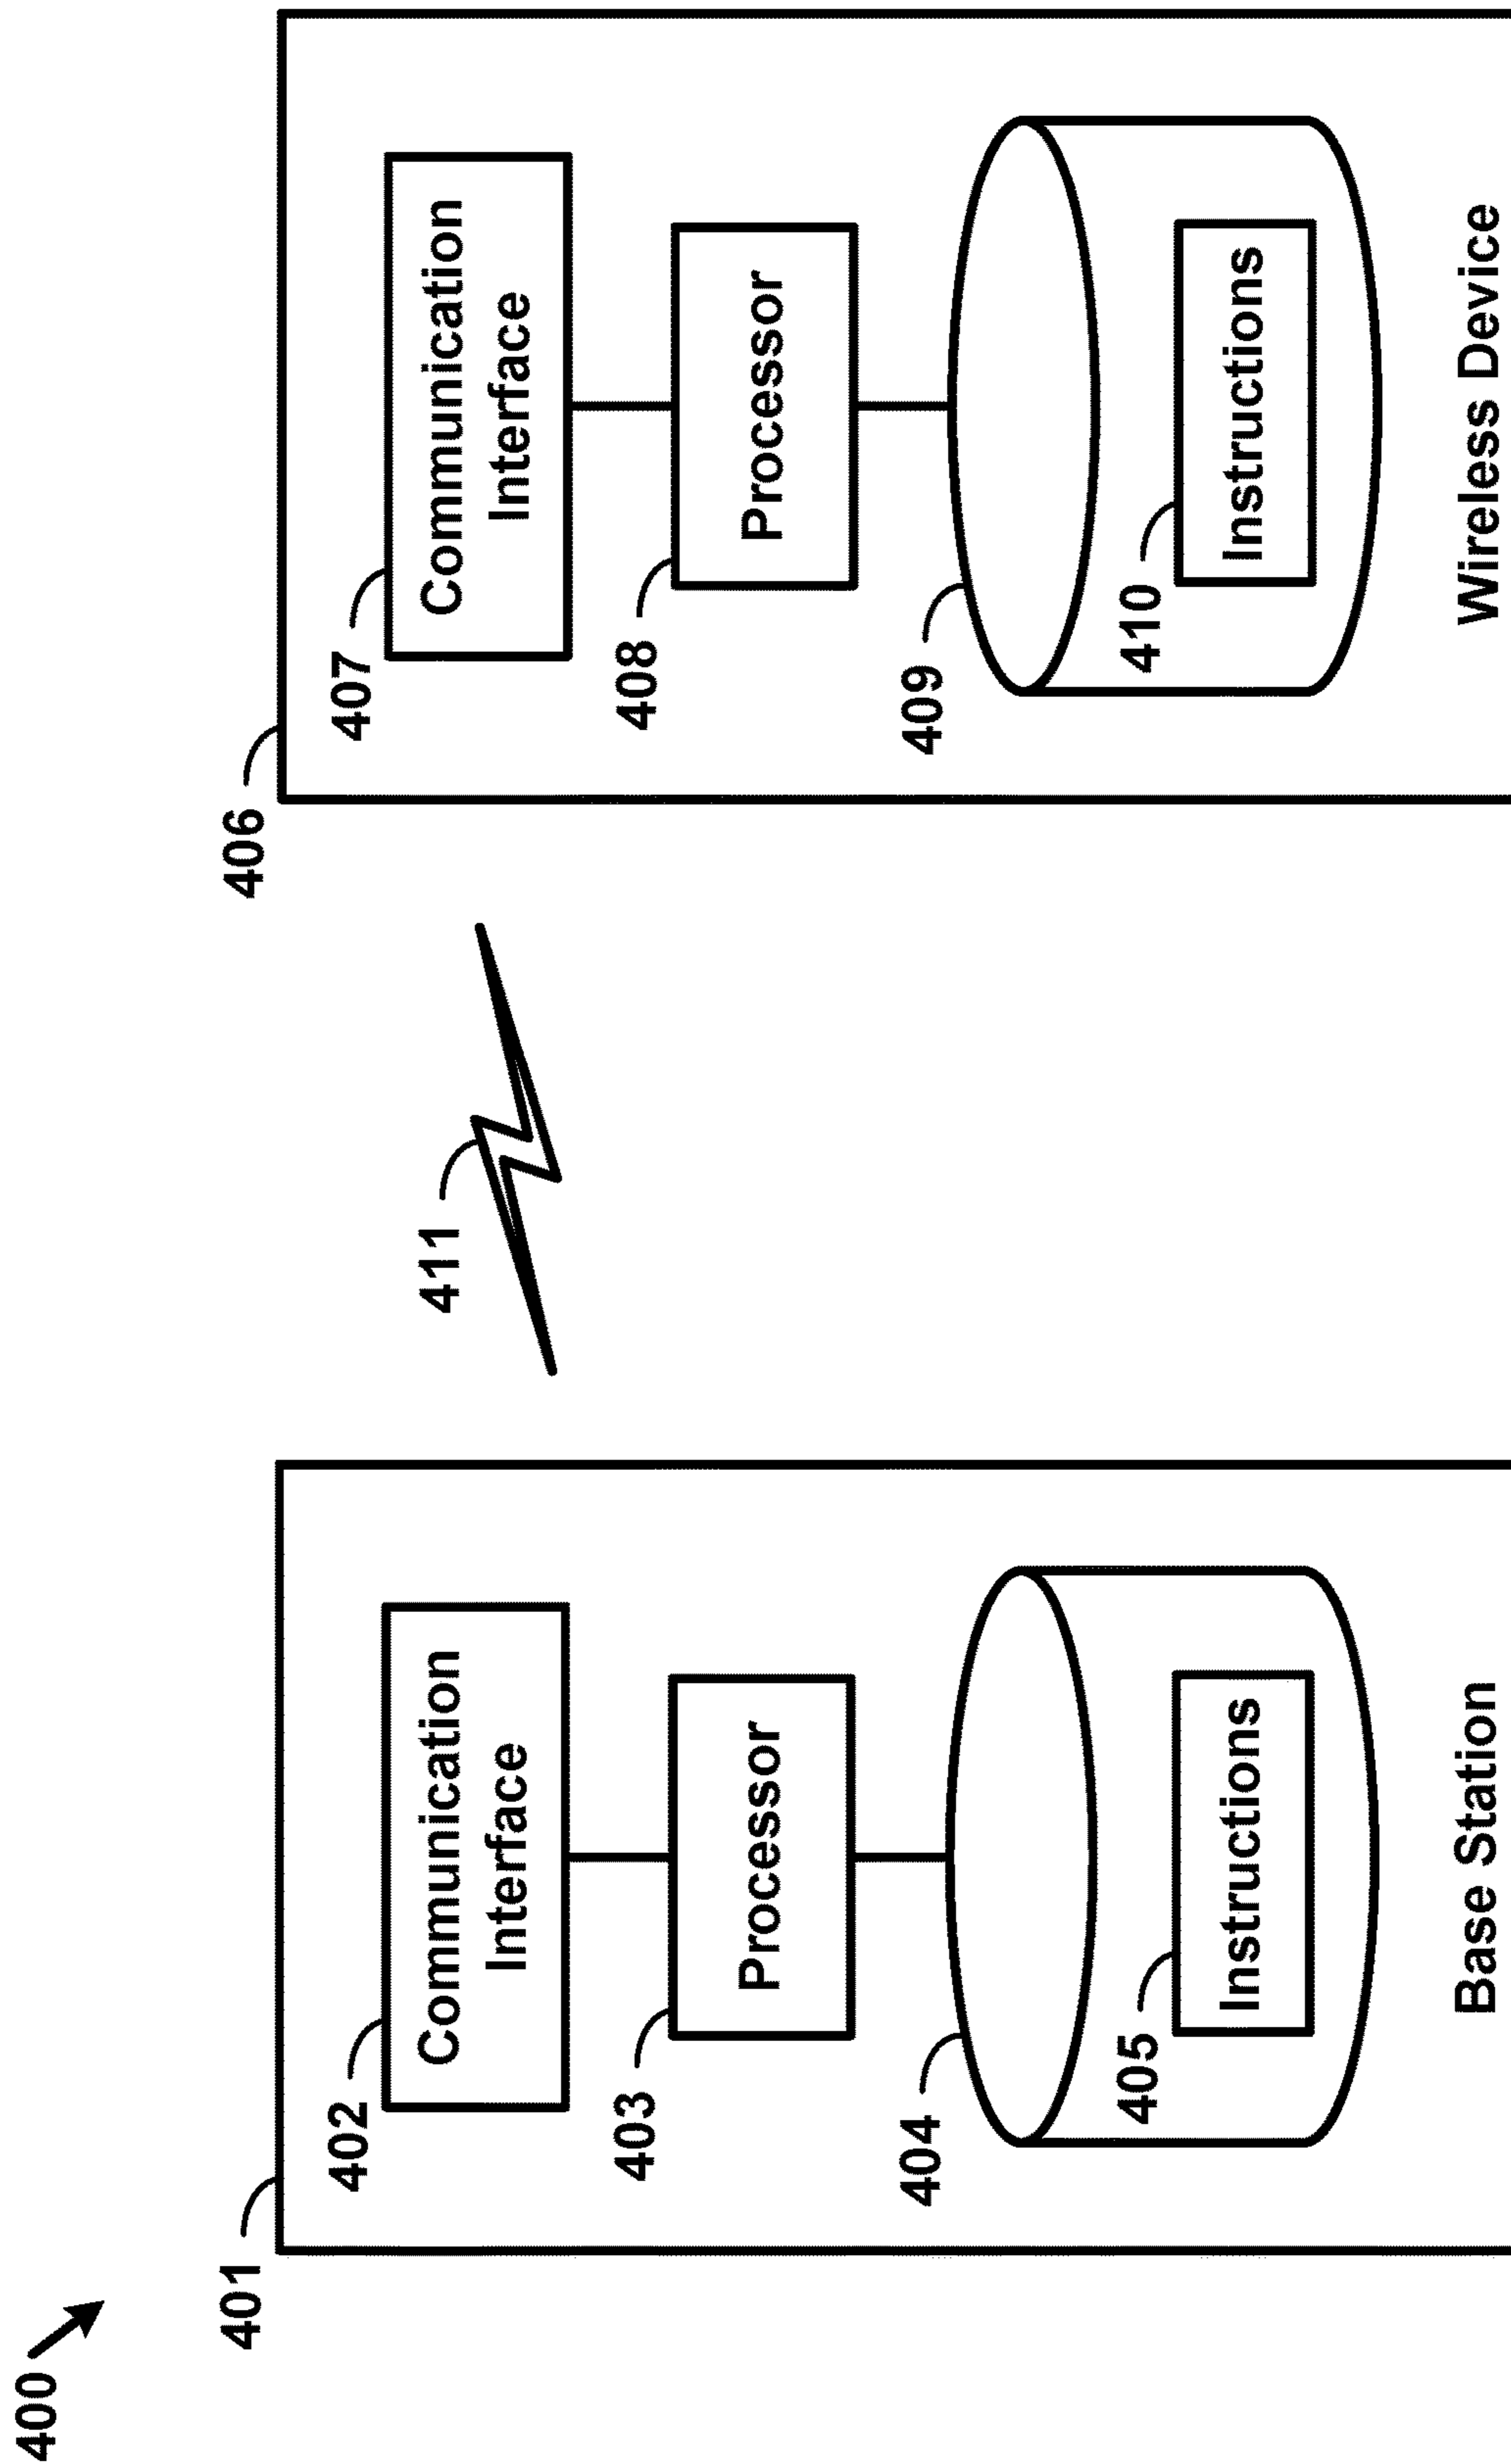 400
401
402
Communication
Interface
403
Processor
404
405
Instructions
Base Station
411
406
407
Communication
Interface
408
Processor
409
410
Instructions
Wireless Device